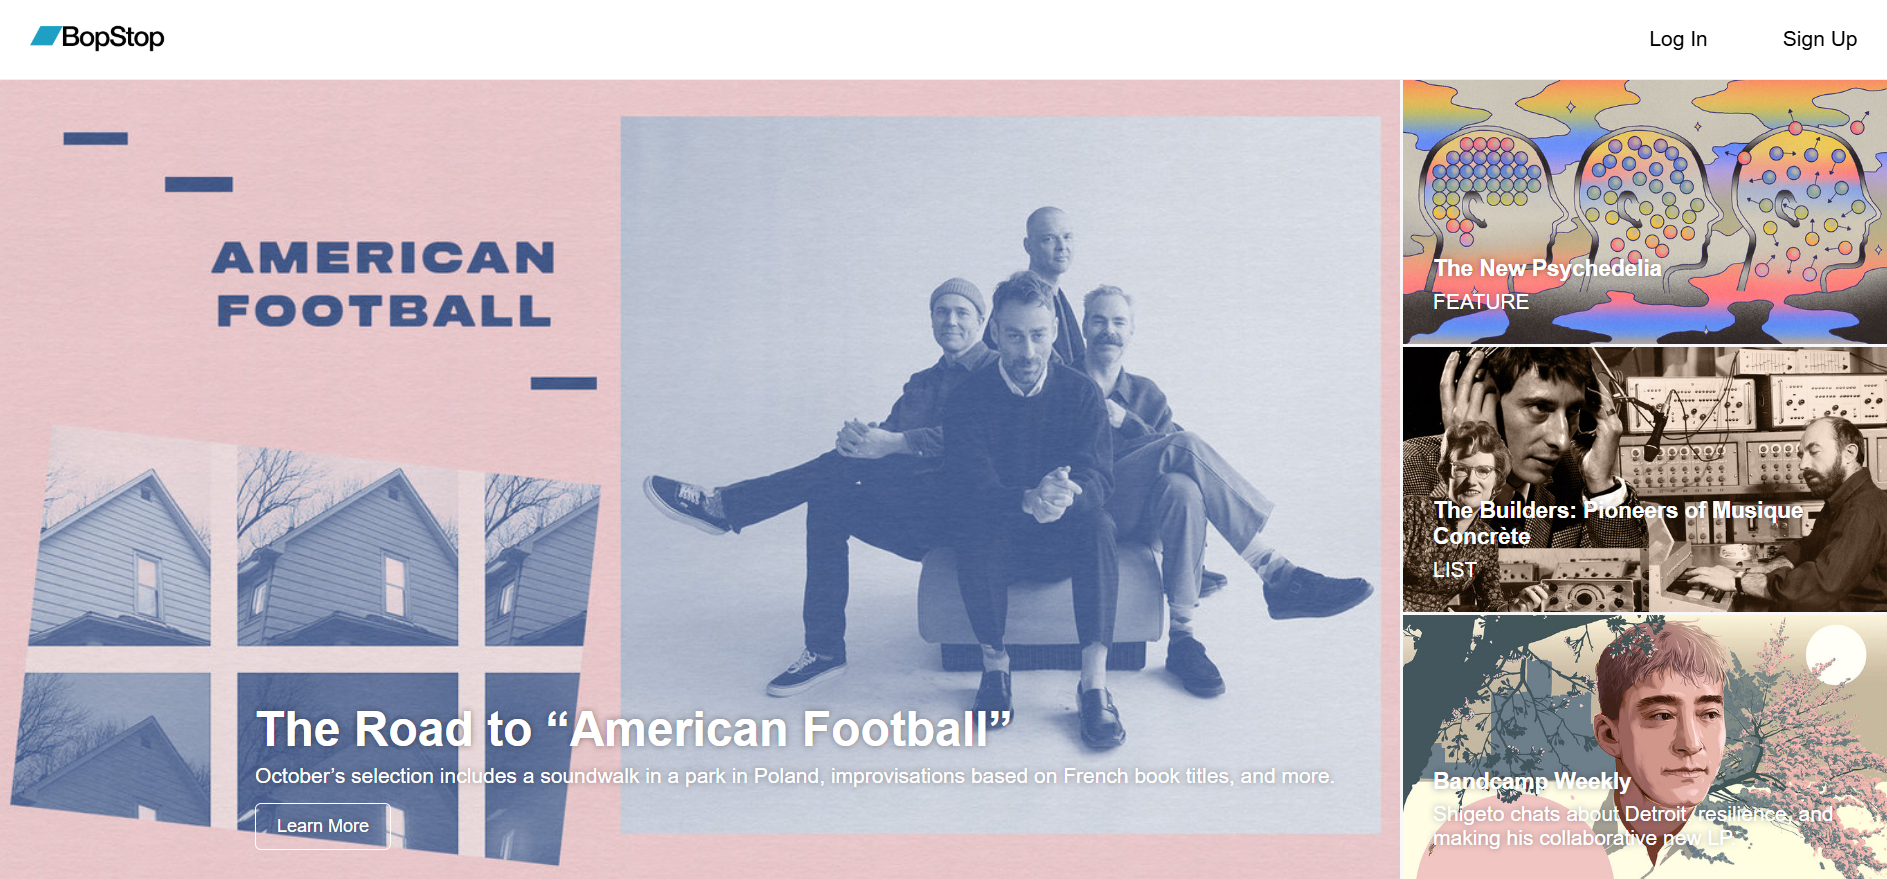 BopStop
Log In
Sign Up
AMERICAN
FOOTBALL
The Road to “American Football”
October’s selection includes a soundwalk in a park in Poland, improvisations based on French book titles, and more.
Learn More
The New Psychedelia
FEATURE
The Builders: Pioneers of Musique
Concrète
LIST
Bandcamp Weekly
Shigeto chats about Detroit, resilience, and
making his collaborative new LP